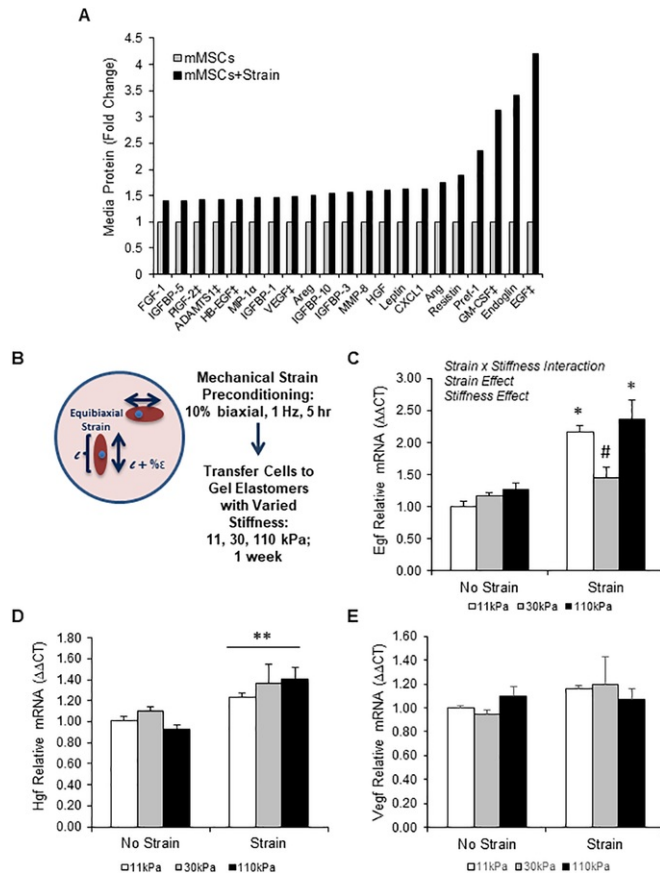 A
mMSCs
mMSCs+Strain
Media Protein (Fold Change)
4.5
4
3.5
3
2.5
2
1.5
1
0.5
0
FGF-1
IGFBP-5
ADAMTS1‡
HB-EGF‡
MIP-1α
IGFBP-1
VEGF‡
Areg
IGFBP-10
IGFBP-3
MMP-8
HGF
Leptin
CXCL1
Ang
Resistin
Pref-1
GM-CSF‡
Endoglin
EGF‡
B
Equibiaxial
Strain
ℓ
ℓ + %ε
Mechanical Strain
Preconditioning:
10% biaxial, 1 Hz, 5 hr
Transfer Cells to
Gel Elastomers
with Varied
Stiffness:
11, 30, 110 kPa;
1 week
C
Strain x Stiffness Interaction
Strain Effect
Stiffness Effect
Egf Relative mRNA (ΔΔCT)
3.00
2.50
2.00
1.50
1.00
0.50
0.00
*
#
*
No Strain
Strain
11kPa 30kPa 110kPa
D
Hgf Relative mRNA (ΔΔCT)
1.80
1.60
1.40
1.20
1.00
0.80
0.60
0.40
0.20
0.00
**
No Strain
Strain
11kPa 30kPa 110kPa
E
Vegf Relative mRNA (ΔΔCT)
1.60
1.40
1.20
1.00
0.80
0.60
0.40
0.20
0.00
No Strain
Strain
11kPa 30kPa 110kPa